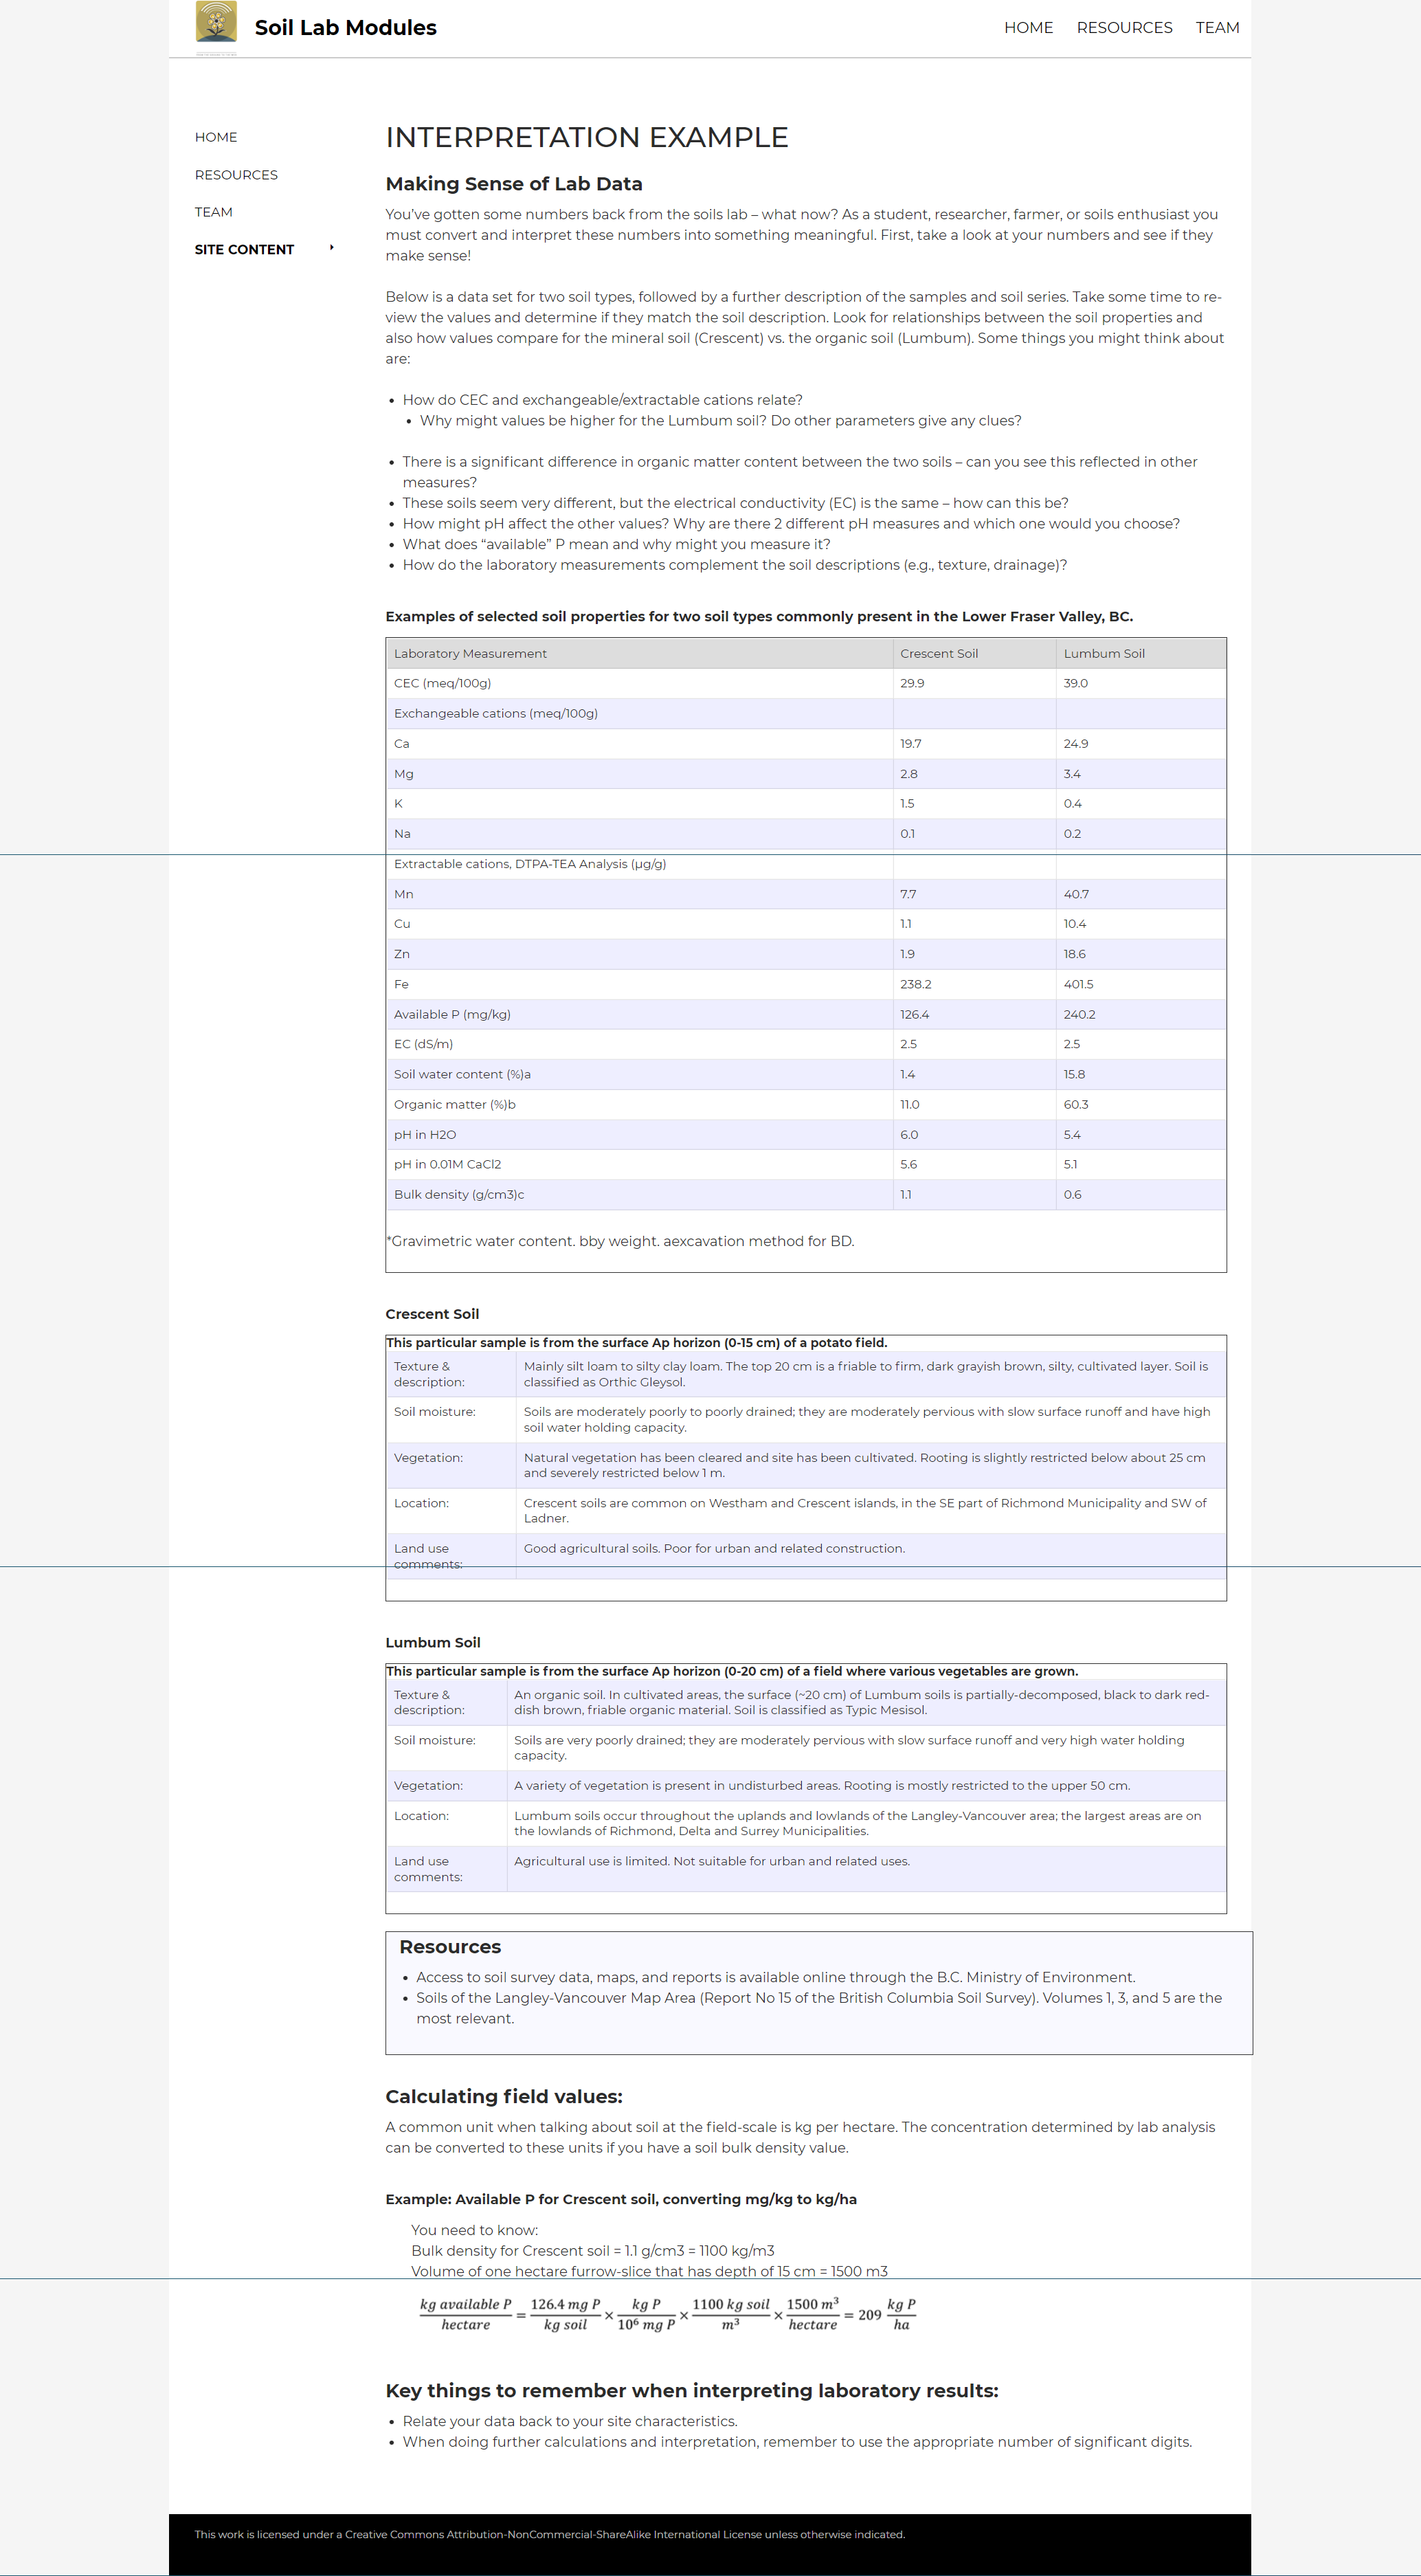 Soil Lab Modules
HOME RESOURCES TEAM
HOME
RESOURCES
TEAM
SITE CONTENT
INTERPRETATION EXAMPLE
Making Sense of Lab Data
You’ve gotten some numbers back from the soils lab – what now? As a student, researcher, farmer, or soils enthusiast you
must convert and interpret these numbers into something meaningful. First, take a look at your numbers and see if they
make sense!
Below is a data set for two soil types, followed by a further description of the samples and soil series. Take some time to re-
view the values and determine if they match the soil description. Look for relationships between the soil properties and
also how values compare for the mineral soil (Crescent) vs. the organic soil (Lumbum). Some things you might think about
are:
• How do CEC and exchangeable/extractable cations relate?
• Why might values be higher for the Lumbum soil? Do other parameters give any clues?
• There is a significant difference in organic matter content between the two soils – can you see this reflected in other
measures?
• These soils seem very different, but the electrical conductivity (EC) is the same – how can this be?
• How might pH affect the other values? Why are there 2 different pH measures and which one would you choose?
• What does “available” P mean and why might you measure it?
• How do the laboratory measurements complement the soil descriptions (e.g., texture, drainage)?
Examples of selected soil properties for two soil types commonly present in the Lower Fraser Valley, BC.
Laboratory Measurement Crescent Soil Lumbum Soil
CEC (meq/100g) 29.9 39.0
Exchangeable cations (meq/100g)
Ca 19.7 24.9
Mg 2.8 3.4
K 1.5 0.4
Na 0.1 0.2
Extractable cations, DTPA-TEA Analysis (µg/g)
Mn 7.7 40.7
Cu 1.1 10.4
Zn 1.9 18.6
Fe 238.2 401.5
Available P (mg/kg) 126.4 240.2
EC (dS/m) 2.5 2.5
Soil water content (%)a 1.4 15.8
Organic matter (%)b 11.0 60.3
pH in H2O 6.0 5.4
pH in 0.01M CaCl2 5.6 5.1
Bulk density (g/cm3)c 1.1 0.6
*Gravimetric water content. bby weight. aexcavation method for BD.
Crescent Soil
This particular sample is from the surface Ap horizon (0-15 cm) of a potato field.
Texture & Mainly silt loam to silty clay loam. The top 20 cm is a friable to firm, dark grayish brown, silty, cultivated layer. Soil is
description: classified as Orthic Gleysol.
Soil moisture: Soils are moderately poorly to poorly drained; they are moderately pervious with slow surface runoff and have high
soil water holding capacity.
Vegetation: Natural vegetation has been cleared and site has been cultivated. Rooting is slightly restricted below about 25 cm
and severely restricted below 1 m.
Location: Crescent soils are common on Westham and Crescent islands, in the SE part of Richmond Municipality and SW of
Ladner.
Land use Good agricultural soils. Poor for urban and related construction.
comments:
Lumbum Soil
This particular sample is from the surface Ap horizon (0-20 cm) of a field where various vegetables are grown.
Texture & An organic soil. In cultivated areas, the surface (~20 cm) of Lumbum soils is partially-decomposed, black to dark red-
description: dish brown, friable organic material. Soil is classified as Typic Mesisol.
Soil moisture: Soils are very poorly drained; they are moderately pervious with slow surface runoff and very high water holding
capacity.
Vegetation: A variety of vegetation is present in undisturbed areas. Rooting is mostly restricted to the upper 50 cm.
Location: Lumbum soils occur throughout the uplands and lowlands of the Langley-Vancouver area; the largest areas are on
the lowlands of Richmond, Delta and Surrey Municipalities.
Land use Agricultural use is limited. Not suitable for urban and related uses.
comments:
Resources
• Access to soil survey data, maps, and reports is available online through the B.C. Ministry of Environment.
• Soils of the Langley-Vancouver Map Area (Report No 15 of the British Columbia Soil Survey). Volumes 1, 3, and 5 are the
most relevant.
Calculating field values:
A common unit when talking about soil at the field-scale is kg per hectare. The concentration determined by lab analysis
can be converted to these units if you have a soil bulk density value.
Example: Available P for Crescent soil, converting mg/kg to kg/ha
You need to know:
Bulk density for Crescent soil = 1.1 g/cm3 = 1100 kg/m3
Volume of one hectare furrow-slice that has depth of 15 cm = 1500 m3
kg available P / hectare = 126.4 mg P / kg soil × kg P / 10⁶ mg P × 1100 kg soil / m³ × 1500 m³ / hectare = 209 kg P / ha
Key things to remember when interpreting laboratory results:
• Relate your data back to your site characteristics.
• When doing further calculations and interpretation, remember to use the appropriate number of significant digits.
This work is licensed under a Creative Commons Attribution-NonCommercial-ShareAlike International License unless otherwise indicated.